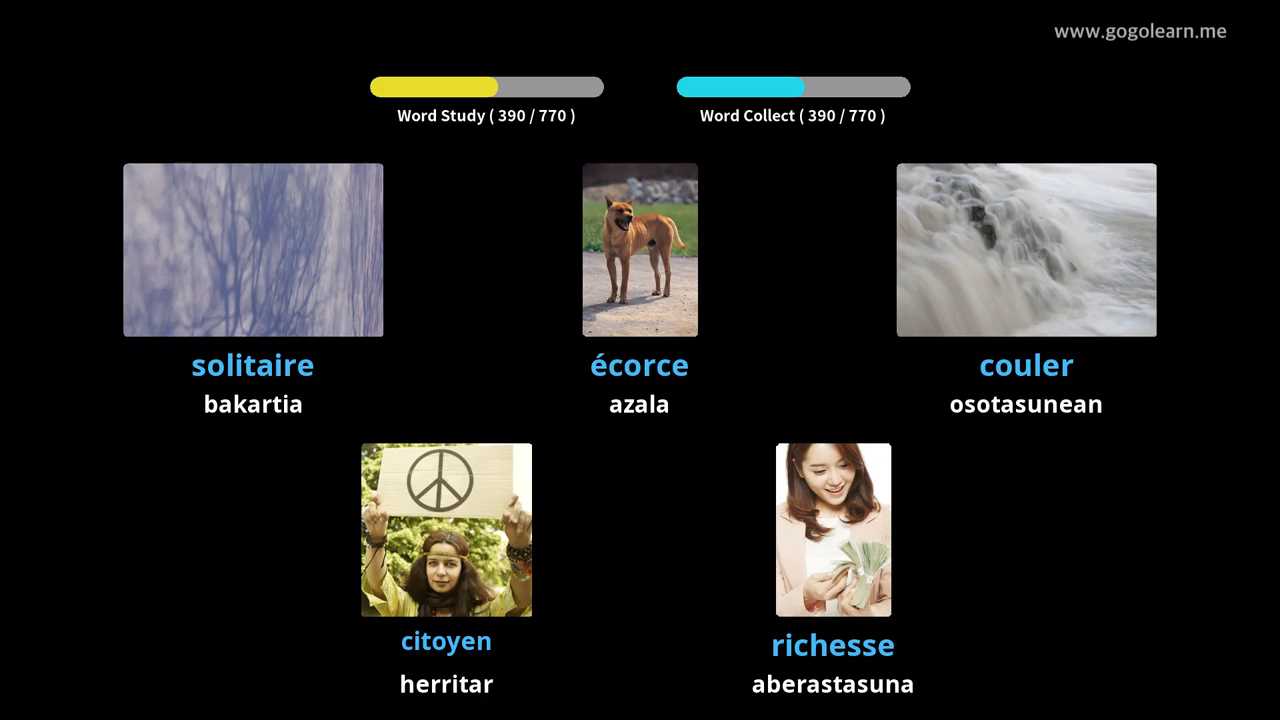 www.gogolearn.me
Word Study ( 390 / 770 )
Word Collect ( 390 / 770 )
solitaire
bakartia
écorce
azala
couler
osotasunean
citoyen
herritar
richesse
aberastasuna